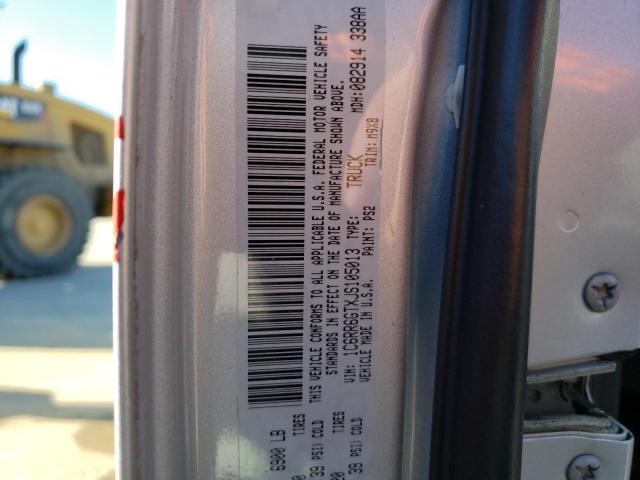 6900 LB
TIRES
39 PSI) COLD
TIRES
39 PSI) COLD
THIS VEHICLE CONFORMS TO ALL APPLICABLE U.S.A. FEDERAL MOTOR VEHICLE SAFETY
STANDARDS IN EFFECT ON THE DATE OF MANUFACTURE SHOWN ABOVE.
VIN: 1C6RR6GTXJS105013 TYPE: TRUCK MDH:082914 338AA
VEHICLE MADE IN U.S.A. PAINT: PS2 TRIM: M9X8